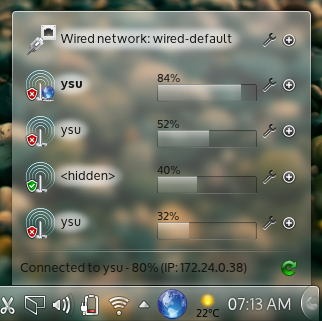 Wired network: wired-default
ysu 84%
ysu 52%
<hidden> 40%
ysu 32%
Connected to ysu - 80% (IP: 172.24.0.38)
22°C 07:13 AM